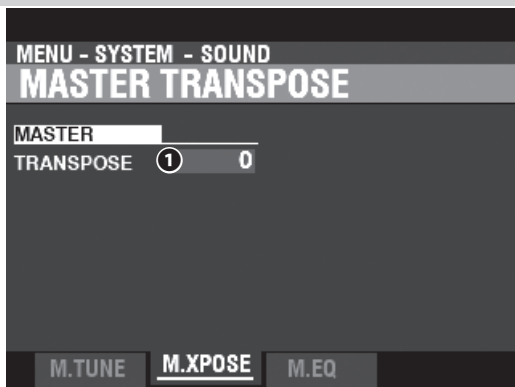 MENU - SYSTEM - SOUND
MASTER TRANSPOSE
MASTER
TRANSPOSE 1 0
M.TUNE M.XPOSE M.EQ